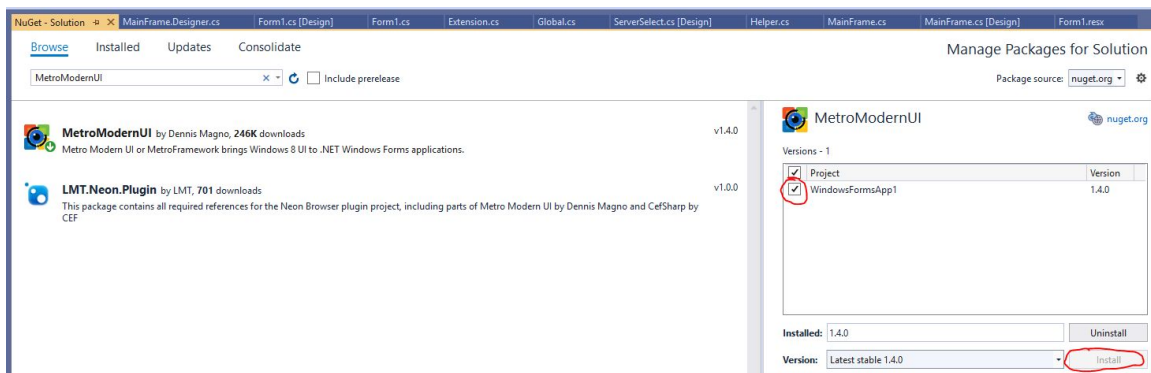 NuGet - Solution MainFrame.Designer.cs Form1.cs [Design] Form1.cs Extension.cs Global.cs ServerSelect.cs [Design] Helper.cs MainFrame.cs MainFrame.cs [Design] Form1.resx
Browse Installed Updates Consolidate Manage Packages for Solution
MetroModernUI Include prerelease Package source: nuget.org
MetroModernUI by Dennis Magno, 246K downloads v1.4.0
Metro Modern UI or MetroFramework brings Windows 8 UI to .NET Windows Forms applications.
LMT.Neon.Plugin by LMT, 701 downloads v1.0.0
This package contains all required references for the Neon Browser plugin project, including parts of Metro Modern UI by Dennis Magno and CefSharp by
CEF
MetroModernUI nuget.org
Versions - 1
Project Version
WindowsFormsApp1 1.4.0
Installed: 1.4.0 Uninstall
Version: Latest stable 1.4.0 Install